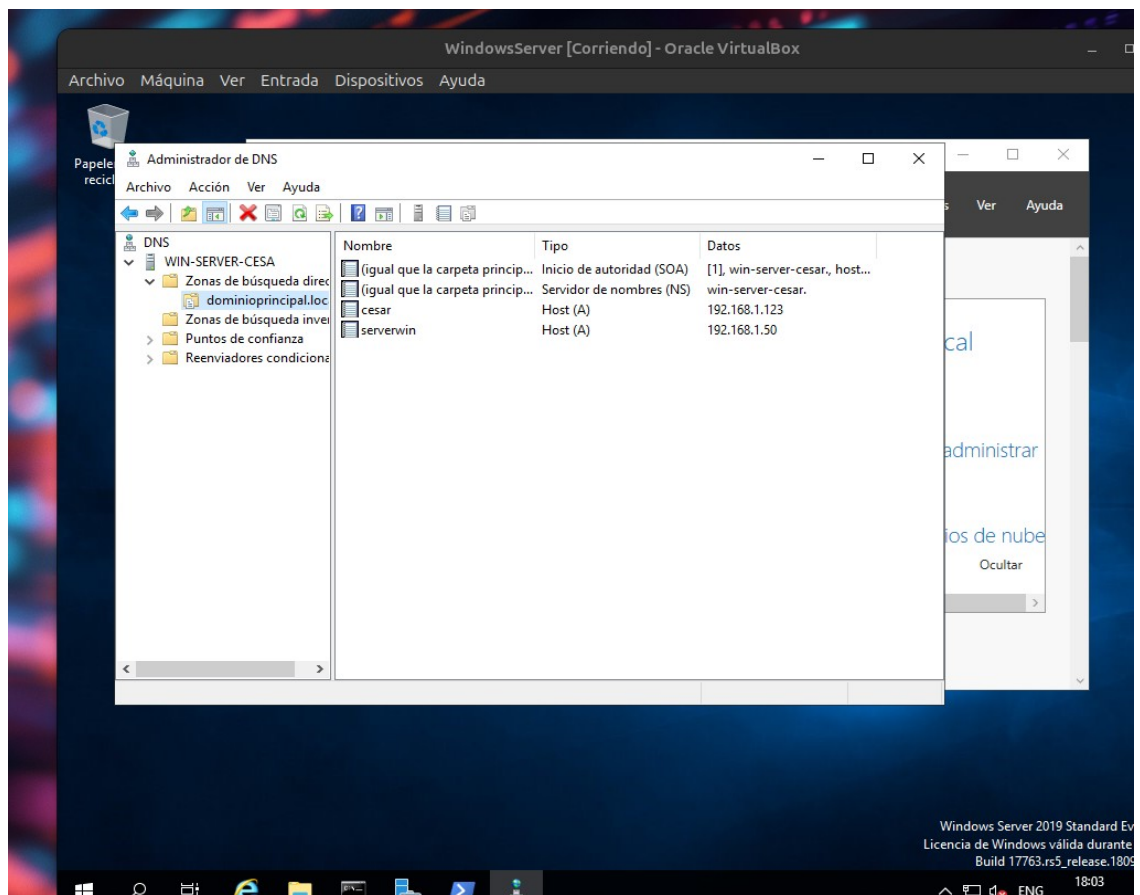 WindowsServer [Corriendo] - Oracle VirtualBox
Archivo Máquina Ver Entrada Dispositivos Ayuda
Papele
recicl
Administrador de DNS
Archivo Acción Ver Ayuda
s Ver Ayuda
DNS
WIN-SERVER-CESA
Zonas de búsqueda direc
dominioprincipal.loc
Zonas de búsqueda inver
Puntos de confianza
Reenviadores condiciona
Nombre Tipo Datos
(igual que la carpeta princip... Inicio de autoridad (SOA) [1], win-server-cesar., host...
(igual que la carpeta princip... Servidor de nombres (NS) win-server-cesar.
cesar Host (A) 192.168.1.123
serverwin Host (A) 192.168.1.50
cal
administrar
ios de nube
Ocultar
Windows Server 2019 Standard Ev
Licencia de Windows válida durante
Build 17763.rs5_release.1809
ENG 18:03